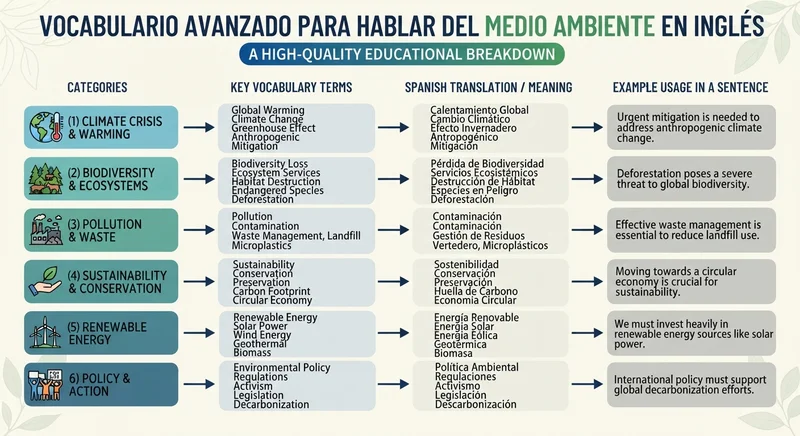 VOCABULARIO AVANZADO PARA HABLAR DEL MEDIO AMBIENTE EN INGLÉS
A HIGH-QUALITY EDUCATIONAL BREAKDOWN
CATEGORIES
KEY VOCABULARY TERMS
SPANISH TRANSLATION / MEANING
EXAMPLE USAGE IN A SENTENCE
(1) CLIMATE CRISIS
& WARMING
Global Warming
Climate Change
Greenhouse Effect
Anthropogenic
Mitigation
Calentamiento Global
Cambio Climático
Efecto Invernadero
Antropogénico
Mitigación
Urgent mitigation is needed to
address anthropogenic climate
change.
(2) BIODIVERSITY
& ECOSYSTEMS
Biodiversity Loss
Ecosystem Services
Habitat Destruction
Endangered Species
Deforestation
Pérdida de Biodiversidad
Servicios Ecosistémicos
Destrucción de Hábitat
Especies en Peligro
Deforestación
Deforestation poses a severe
threat to global biodiversity.
(3) POLLUTION
& WASTE
Pollution
Contamination
Waste Management, Landfill
Microplastics
Contaminación
Contaminación
Gestión de Residuos
Vertedero, Microplásticos
Effective waste management is
essential to reduce landfill use.
(4) SUSTAINABILITY
& CONSERVATION
Sustainability
Conservation
Preservation
Carbon Footprint
Circular Economy
Sostenibilidad
Conservación
Preservación
Huella de Carbono
Economia Circular
Moving towards a circular
economy is crucial for
sustainability.
(5) RENEWABLE
ENERGY
Renewable Energy
Solar Power
Wind Energy
Geothermal
Biomass
Energía Renovable
Energia Solar
Energia Eólica
Geotérmica
Biomasa
We must invest heavily in
renewable energy sources like solar
power.
6) POLICY &
ACTION
Environmental Policy
Regulations
Activism
Legislation
Decarbonization
Política Ambiental
Regulaciones
Activismo
Legislación
Descarbonización
International policy must support
global decarbonization efforts.